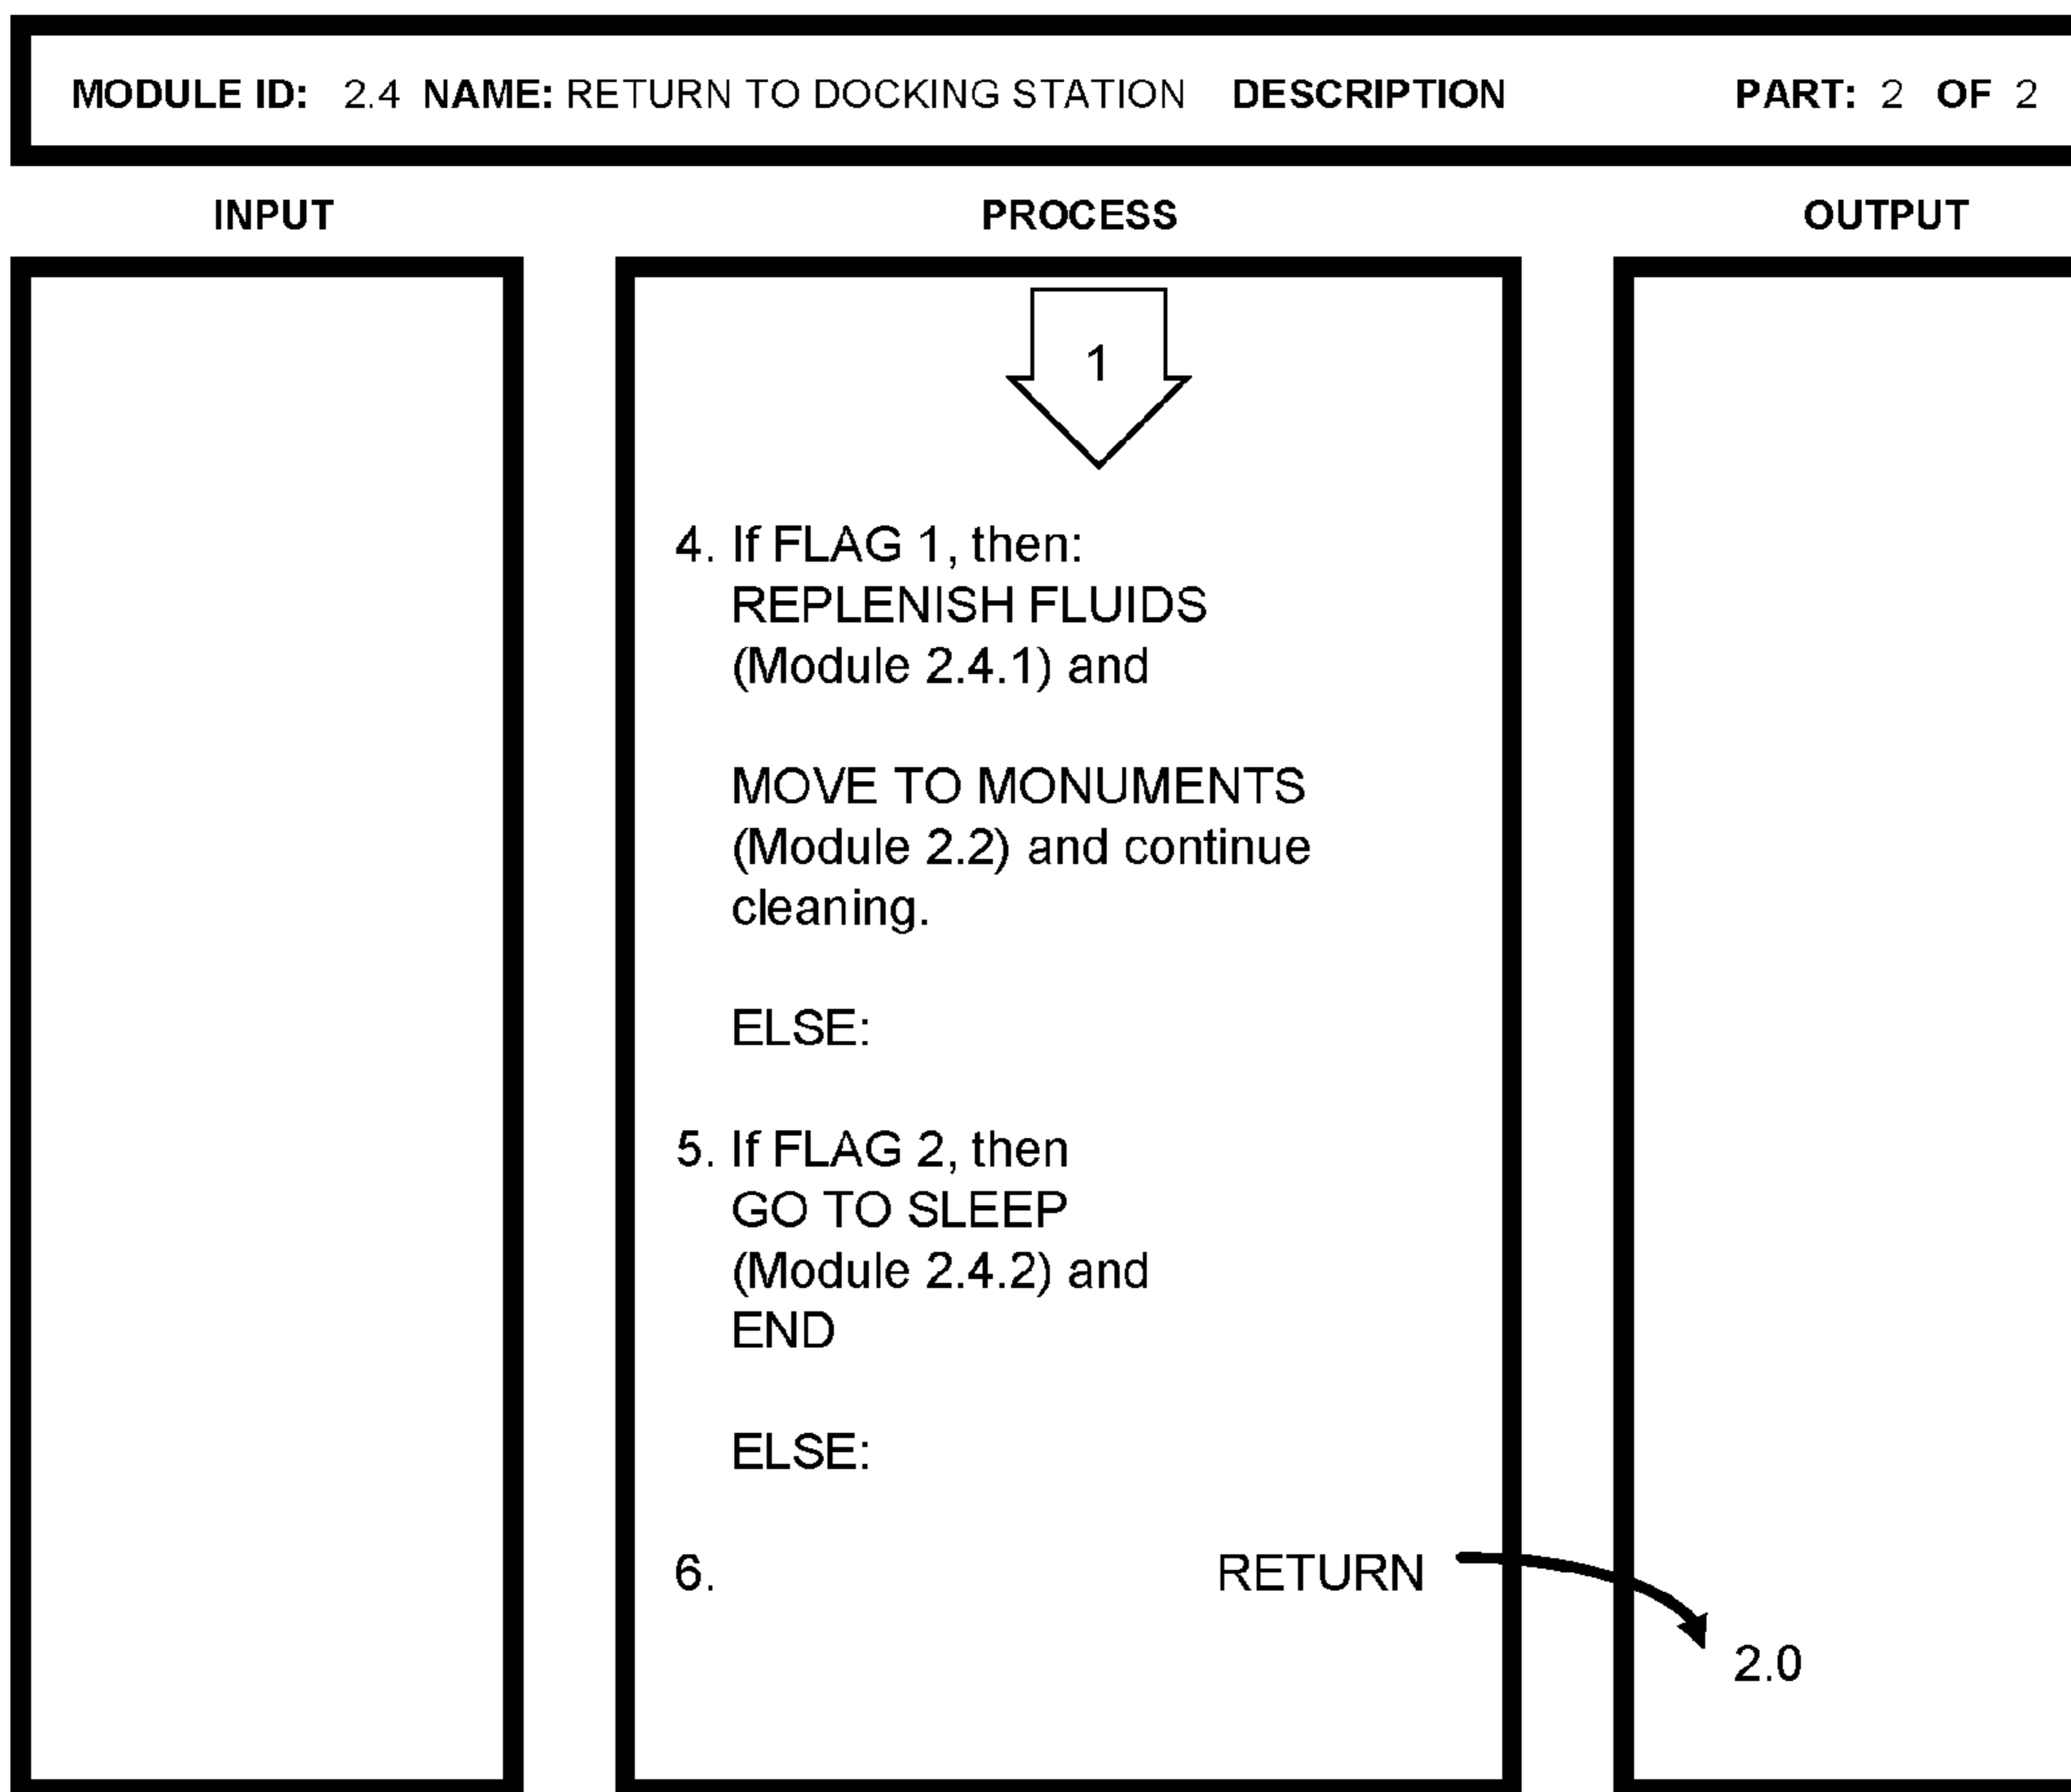 MODULE ID: 2.4 NAME: RETURN TO DOCKING STATION DESCRIPTION PART: 2 OF 2
INPUT PROCESS OUTPUT
1
4. If FLAG 1, then:
REPLENISH FLUIDS
(Module 2.4.1) and
MOVE TO MONUMENTS
(Module 2.2) and continue
cleaning.
ELSE:
5. If FLAG 2, then
GO TO SLEEP
(Module 2.4.2) and
END
ELSE:
6. RETURN
2.0